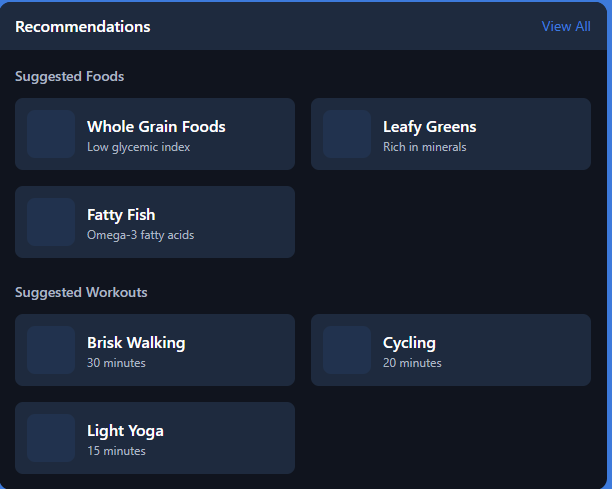 Recommendations
View All
Suggested Foods
Whole Grain Foods
Low glycemic index
Leafy Greens
Rich in minerals
Fatty Fish
Omega-3 fatty acids
Suggested Workouts
Brisk Walking
30 minutes
Cycling
20 minutes
Light Yoga
15 minutes